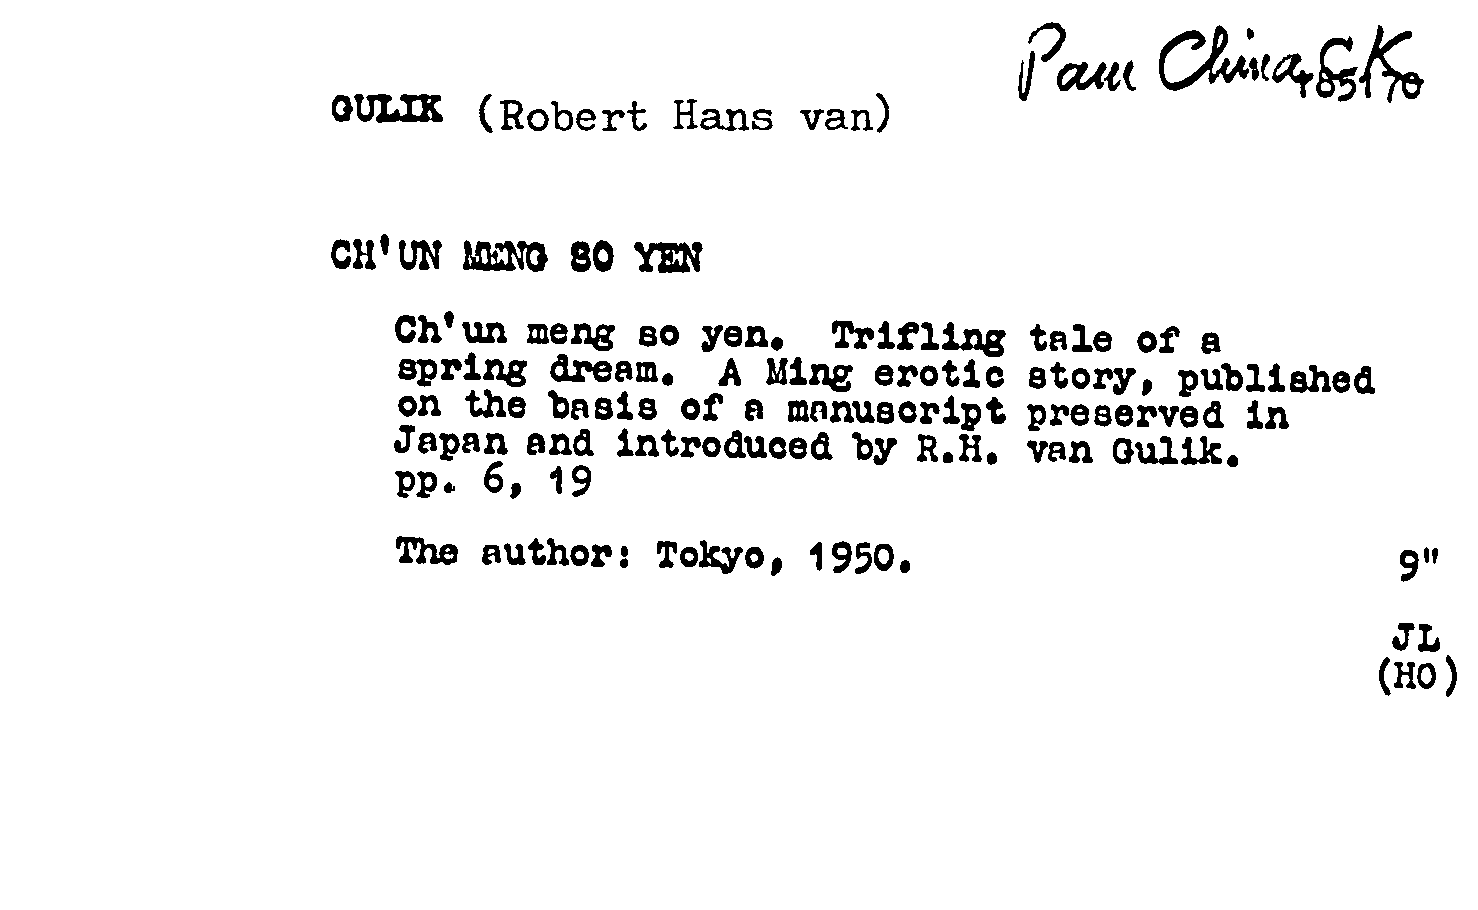 Pam China CK
185170
GULIK (Robert Hans van)
CH'UN MENG SO YEN
Ch'un meng so yen. Trifling tale of a
spring dream. A Ming erotic story, published
on the basis of a manuscript preserved in
Japan and introduced by R.H. van Gulik.
pp. 6, 19
The author: Tokyo, 1950.
9"
JL
(HO)